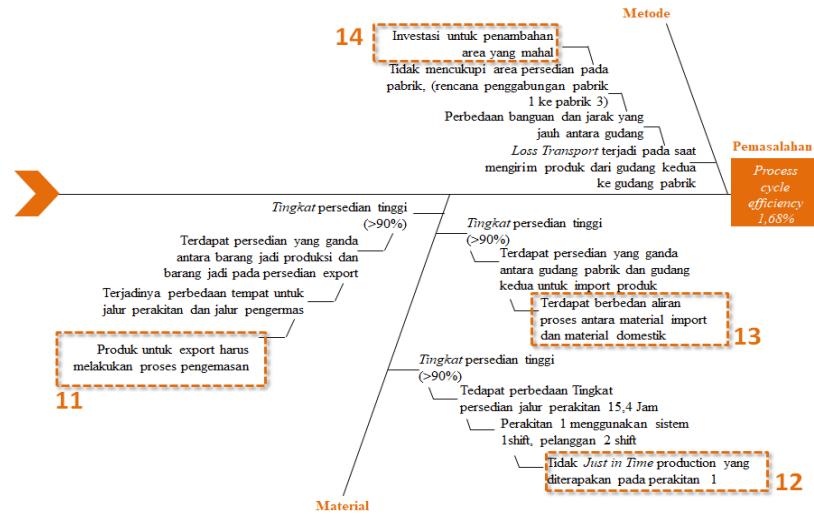 Metode
14
Investasi untuk penambahan
area yang mahal
Tidak mencukupi area persedian pada
pabrik, (rencana penggabungan pabrik
1 ke pabrik 3)
Perbedaan banguan dan jarak yang
jauh antara gudang
Loss Transport terjadi pada saat
mengirim produk dari gudang kedua
ke gudang pabrik
Pemasalahan
Process
cycle
efficiency
1,68%
Tingkat persedian tinggi
(>90%)
Terdapat persedian yang ganda
antara barang jadi produksi dan
barang jadi pada persedian export
Terjadinya perbedaan tempat untuk
jalur perakitan dan jalur pengermas
Produk untuk export harus
melakukan proses pengemasan
11
Tingkat persedian tinggi
(>90%)
Terdapat persedian yang ganda
antara gudang pabrik dan gudang
kedua untuk import produk
Terdapat berbedan aliran
proses antara material import
dan material domestik
13
Tingkat persedian tinggi
(>90%)
Tedapat perbedaan Tingkat
persedian jalur perakitan 15,4 Jam
Perakitan 1 menggunakan sistem
1shift, pelanggan 2 shift
Tidak Just in Time production yang
diterapakan pada perakitan 1
12
Material